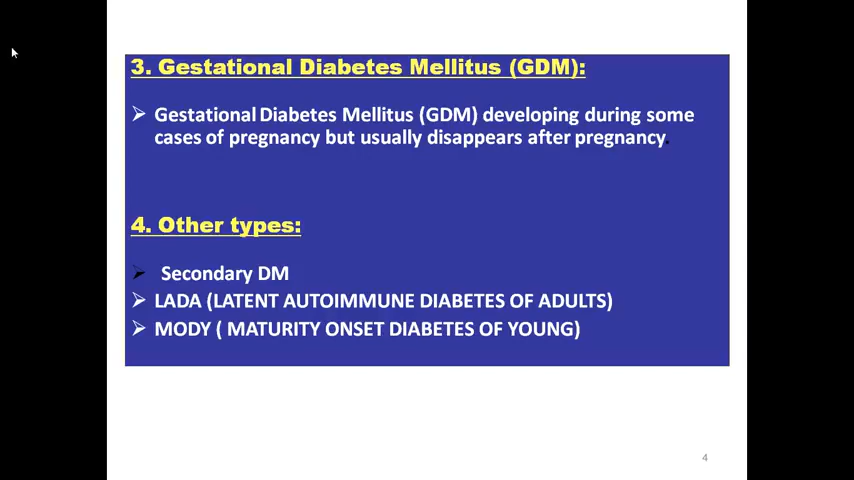 3. Gestational Diabetes Mellitus (GDM):
➢ Gestational Diabetes Mellitus (GDM) developing during some
cases of pregnancy but usually disappears after pregnancy.
4. Other types:
➢ Secondary DM
➢ LADA (LATENT AUTOIMMUNE DIABETES OF ADULTS)
➢ MODY ( MATURITY ONSET DIABETES OF YOUNG)
4